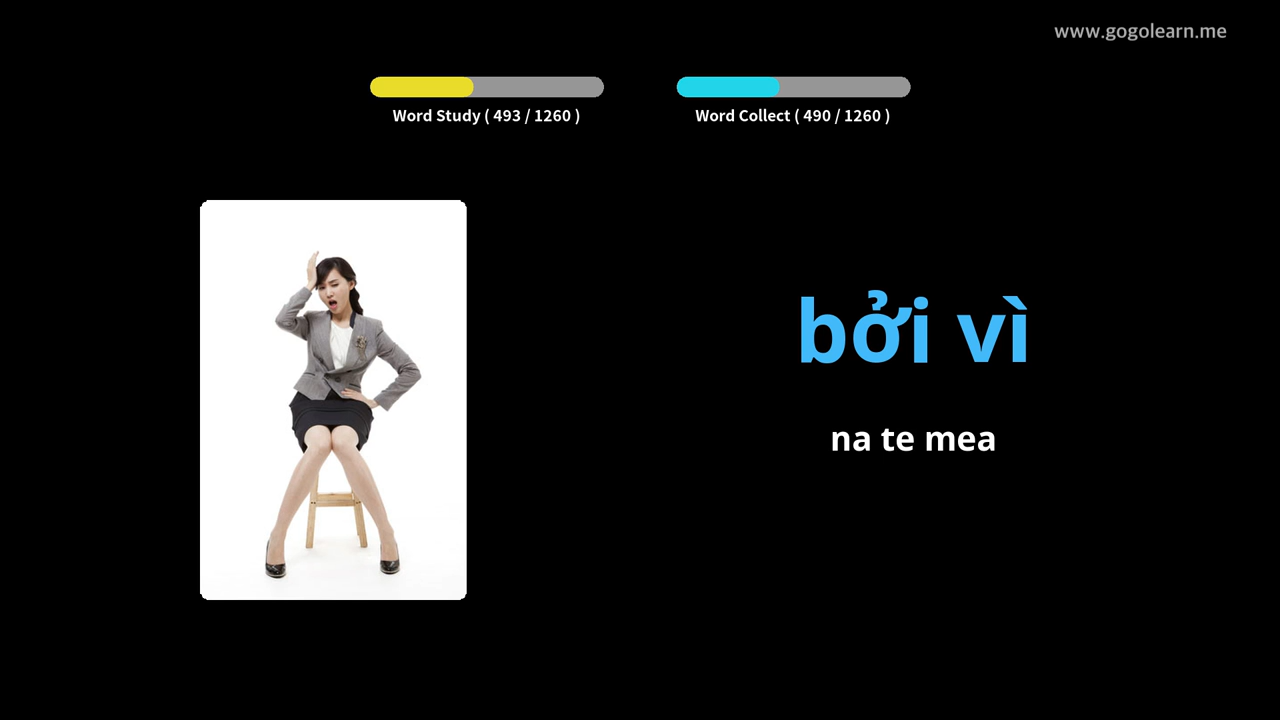 www.gogolearn.me
Word Study ( 493 / 1260 )
Word Collect ( 490 / 1260 )
bởi vì
na te mea